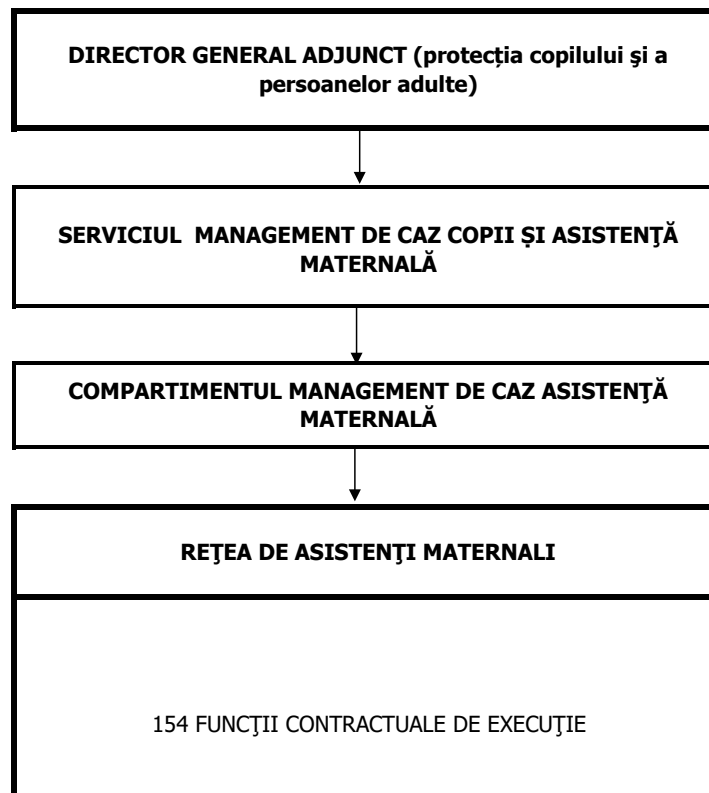 DIRECTOR GENERAL ADJUNCT (protecția copilului şi a
persoanelor adulte)
SERVICIUL MANAGEMENT DE CAZ COPII ȘI ASISTENŢĂ
MATERNALĂ
COMPARTIMENTUL MANAGEMENT DE CAZ ASISTENŢĂ
MATERNALĂ
REŢEA DE ASISTENŢI MATERNALI
154 FUNCŢII CONTRACTUALE DE EXECUŢIE